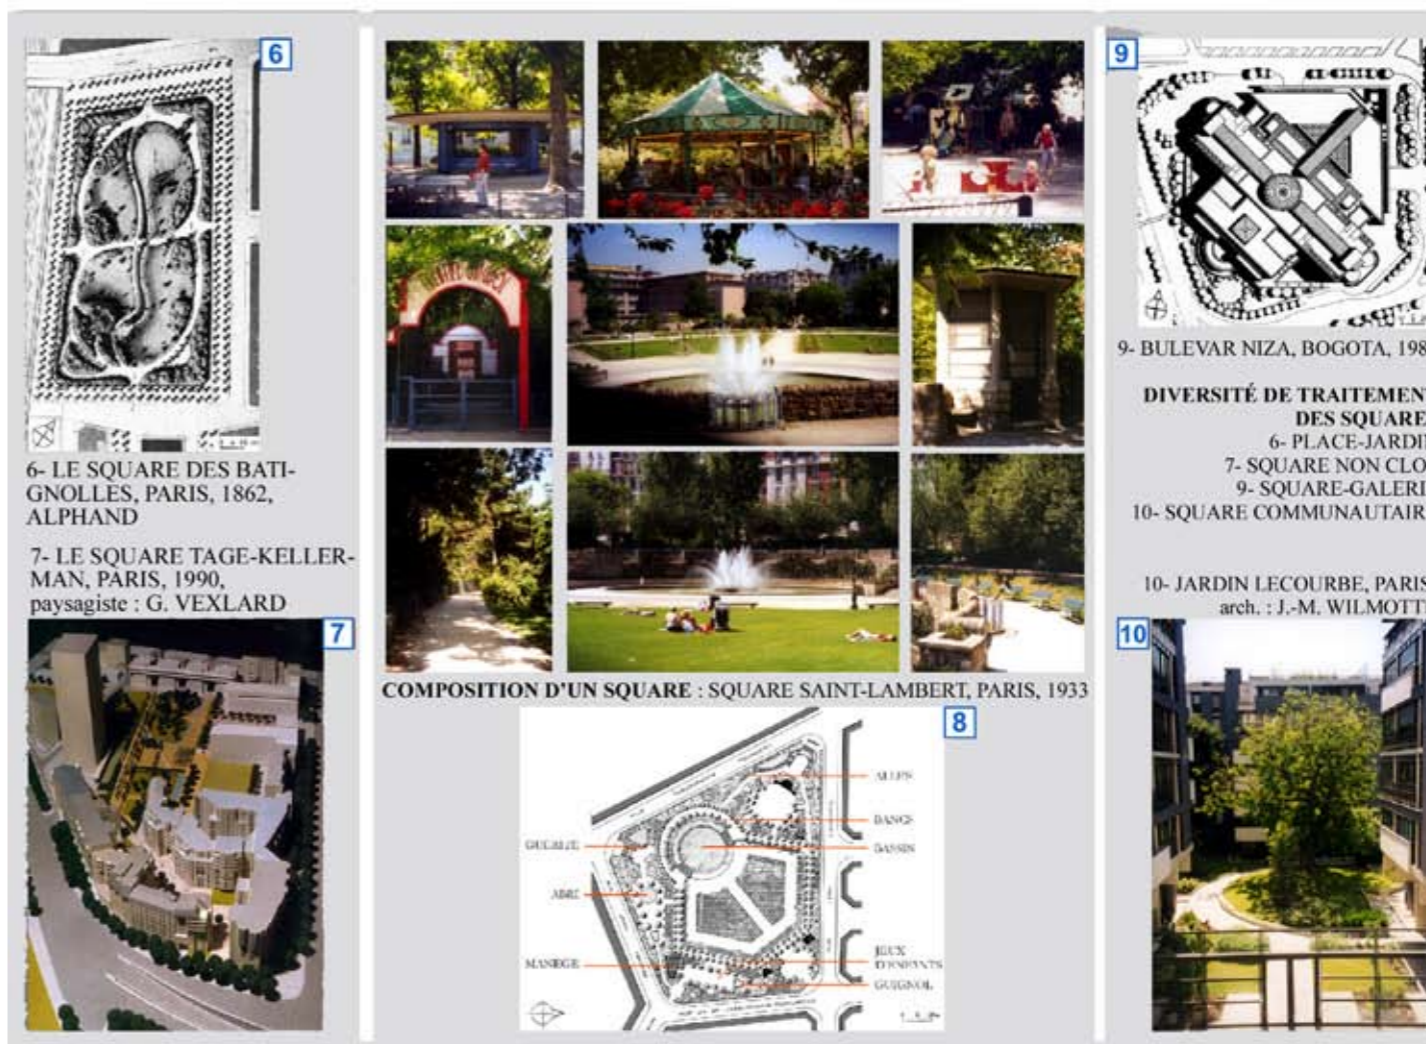 6
6- LE SQUARE DES BATI-
GNOLLES, PARIS, 1862,
ALPHAND
7- LE SQUARE TAGE-KELLER-
MAN, PARIS, 1990,
paysagiste : G. VEXLARD
7
COMPOSITION D'UN SQUARE : SQUARE SAINT-LAMBERT, PARIS, 1933
8
BASSIN
GUÉRITE
ABRI
MANEGE
JEUX
D'ENFANTS
GUIGNOL
9
9- BULEVAR NIZA, BOGOTA, 198
DIVERSITÉ DE TRAITEMEN
DES SQUARE
6- PLACE-JARDI
7- SQUARE NON CLO
9- SQUARE-GALERI
10- SQUARE COMMUNAUTAIR
10- JARDIN LECOURBE, PARIS
arch. : J.-M. WILMOTT
10